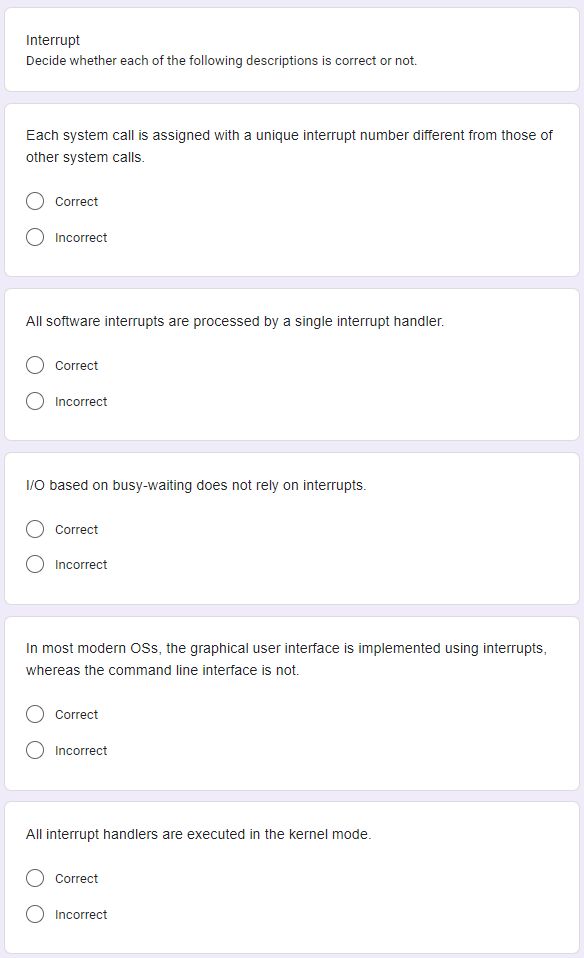 Interrupt
Decide whether each of the following descriptions is correct or not.
Each system call is assigned with a unique interrupt number different from those of
other system calls.
Correct
Incorrect
All software interrupts are processed by a single interrupt handler.
Correct
Incorrect
I/O based on busy-waiting does not rely on interrupts.
Correct
Incorrect
In most modern OSs, the graphical user interface is implemented using interrupts,
whereas the command line interface is not.
Correct
Incorrect
All interrupt handlers are executed in the kernel mode.
Correct
Incorrect